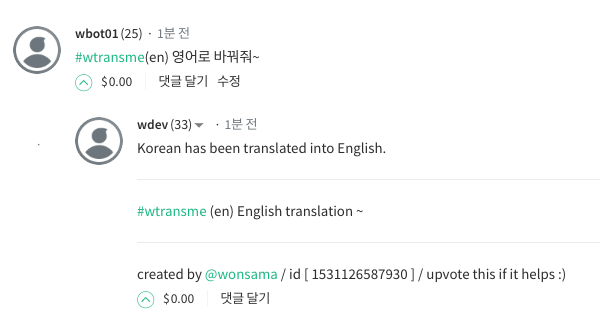 wbot01 (25) · 1분 전
#wtransme(en) 영어로 바꿔줘~
$0.00 댓글 달기 수정
wdev (33) · 1분 전
Korean has been translated into English.
#wtransme (en) English translation ~
created by @wonsama / id [ 1531126587930 ] / upvote this if it helps :)
$0.00 댓글 달기